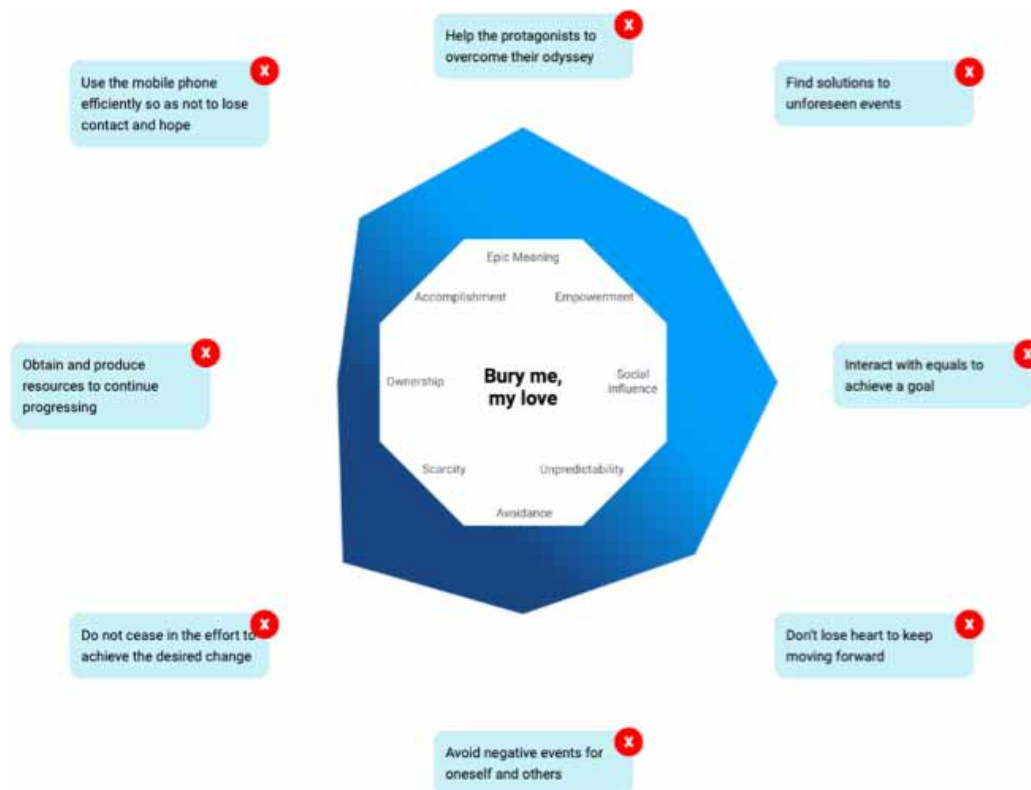 Help the protagonists to
overcome their odyssey
X
Use the mobile phone
efficiently so as not to lose
contact and hope
X
Find solutions to
unforeseen events
X
Epic Meaning
Accomplishment
Empowerment
Obtain and produce
resources to continue
progressing
X
Ownership
Bury me,
my love
Social
Influence
Interact with equals to
achieve a goal
X
Scarcity
Unpredictability
Avoidance
Do not cease in the effort to
achieve the desired change
X
Don't lose heart to keep
moving forward
X
Avoid negative events for
oneself and others
X